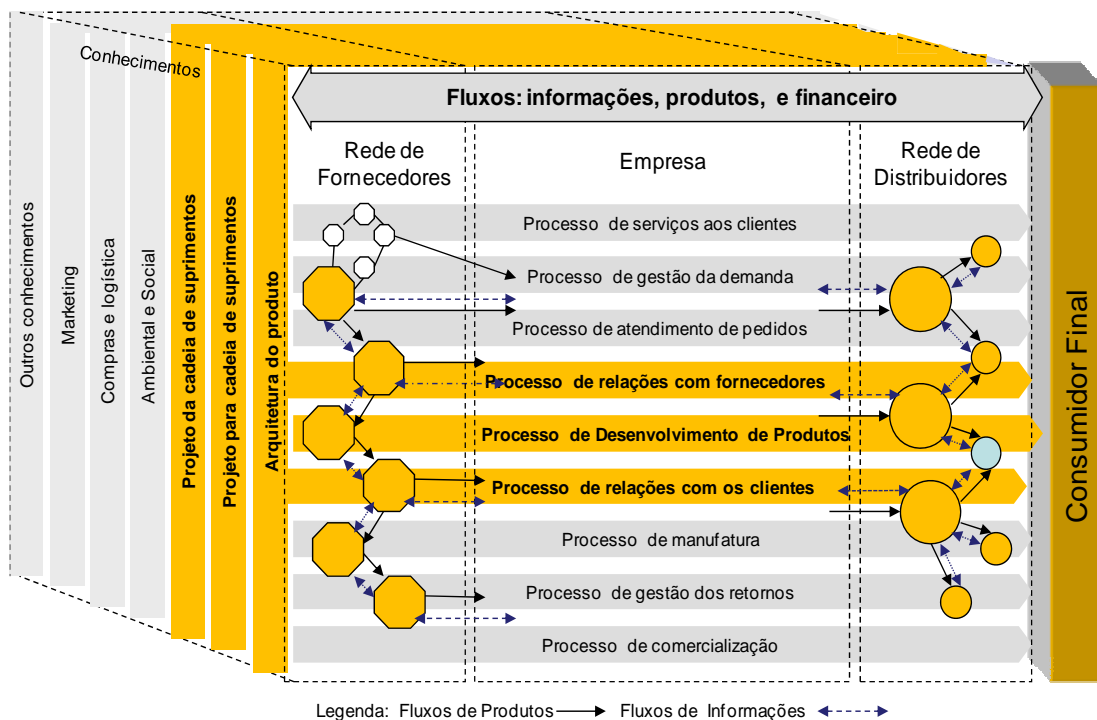 Conhecimentos
Outros conhecimentos
Marketing
Compras e logística
Ambiental e Social
Projeto da cadeia de suprimentos
Projeto para cadeia de suprimentos
Arquitetura do produto
Fluxos: informações, produtos, e financeiro
Rede de
Fornecedores
Empresa
Rede de
Distribuidores
Processo de serviços aos clientes
Processo de gestão da demanda
Processo de atendimento de pedidos
Processo de relações com fornecedores
Processo de Desenvolvimento de Produtos
Processo de relações com os clientes
Processo de manufatura
Processo de gestão dos retornos
Processo de comercialização
Consumidor Final
Legenda: Fluxos de Produtos Fluxos de Informações